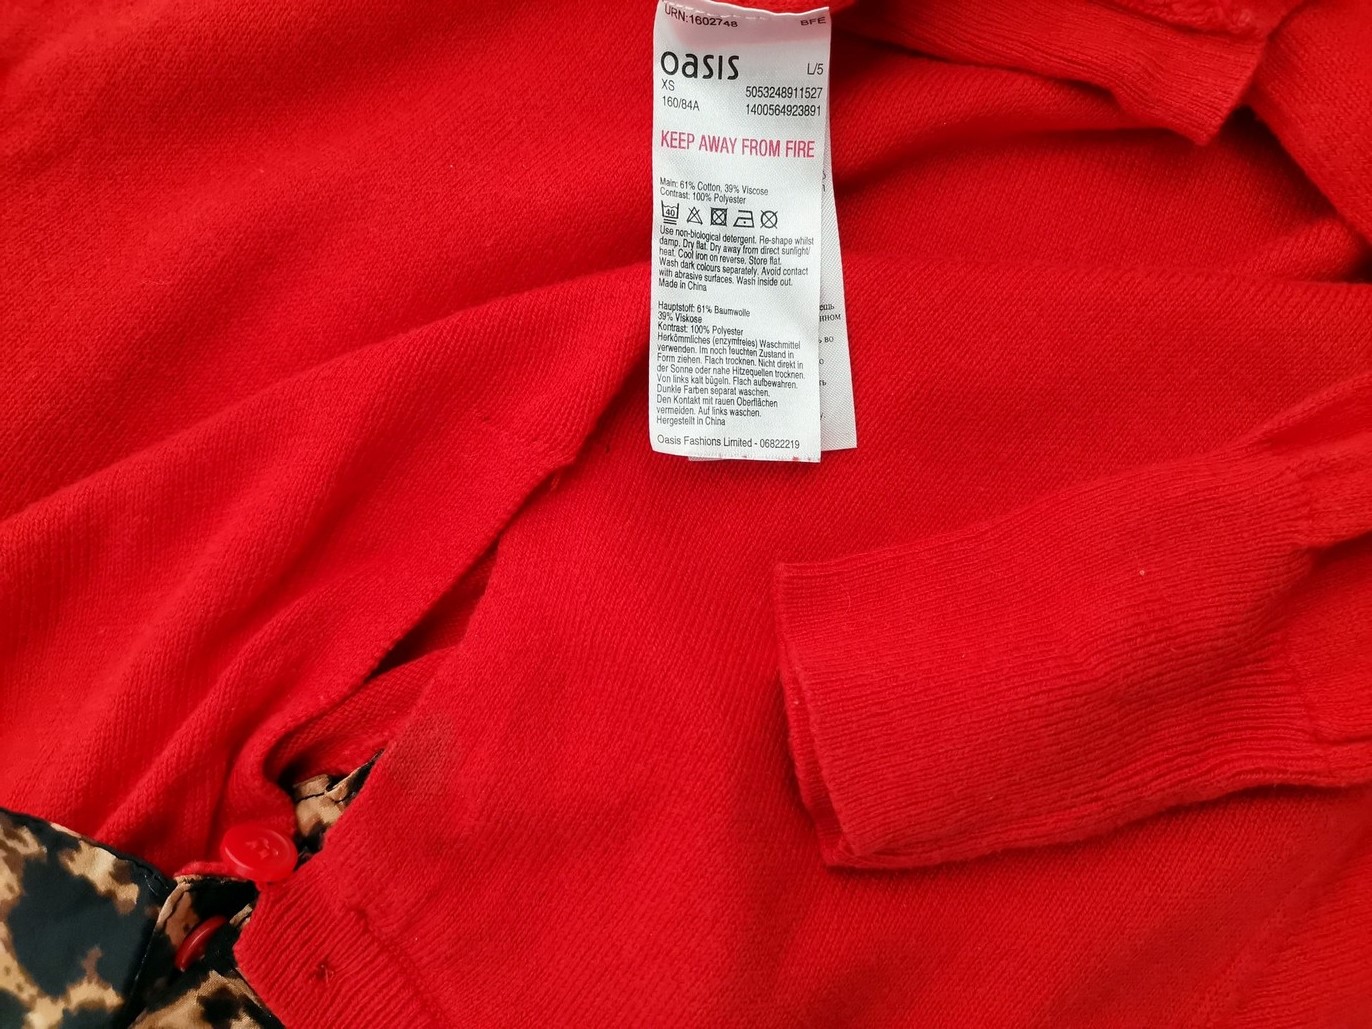 URN:1602748 BFE
oasis
L/5
XS 5053248911527
160/84A 1400564923891
KEEP AWAY FROM FIRE
Main: 61% Cotton, 39% Viscose
Contrast: 100% Polyester
40
Use non-biological detergent. Re-shape whilst
damp. Dry flat. Dry away from direct sunlight/
heat. Cool iron on reverse. Store flat.
Wash dark colours separately. Avoid contact
with abrasive surfaces. Wash inside out.
Made in China
Hauptstoff: 61% Baumwolle
39% Viskose
Kontrast: 100% Polyester
Herkömmliches (enzymfreies) Waschmittel
verwenden. Im noch feuchten Zustand in
Form ziehen. Flach trocknen. Nicht direkt in
der Sonne oder nahe Hitzequellen trocknen.
Von links kalt bügeln. Flach aufbewahren.
Dunkle Farben separat waschen.
Den Kontakt mit rauen Oberflächen
vermeiden. Auf links waschen.
Hergestellt in China
Oasis Fashions Limited - 06822219